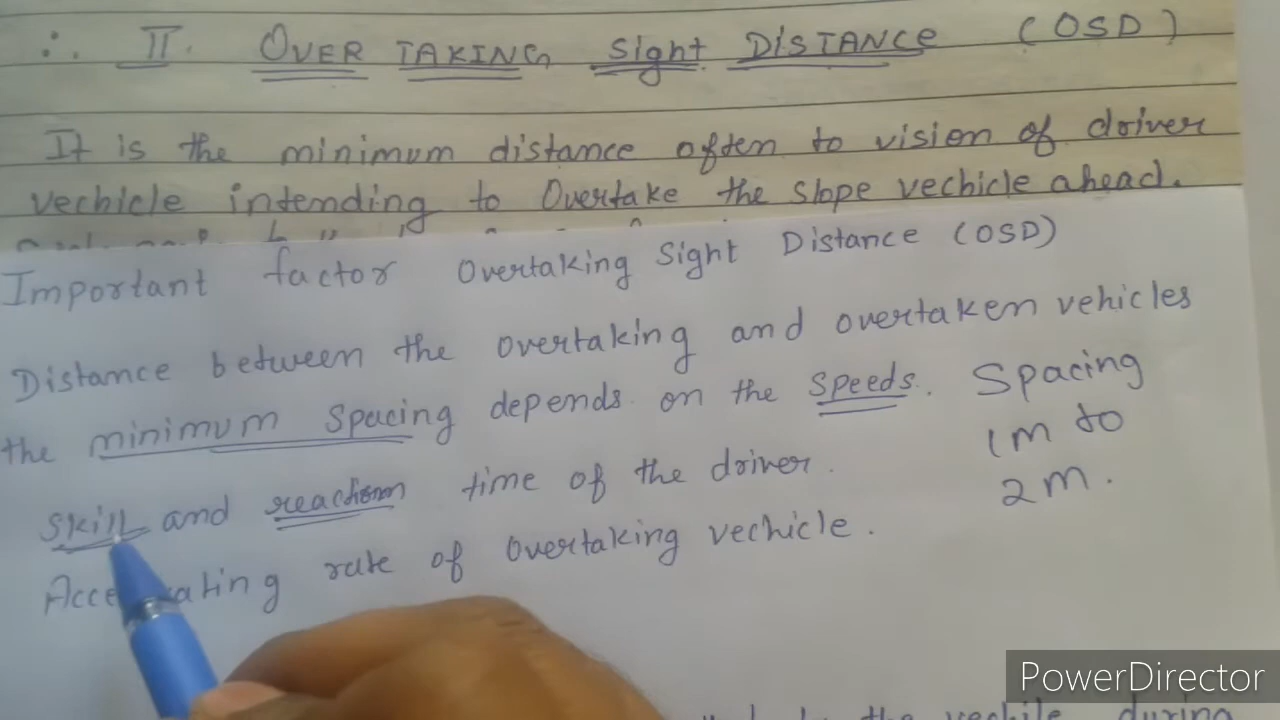 ∴ II. OVER TAKING Sight DISTANCE (OSD)
It is the minimum distance often to vision of driver
vechicle intending to Overtake the slope vechicle ahead.
Important factor Overtaking Sight Distance (OSD)
Distance between the overtaking and overtaken vehicles
the minimum Spacing depends on the Speeds. Spacing
1m to
2m.
Skill and reaction time of the driver.
rate of overtaking vechicle.
the vechile during
PowerDirector